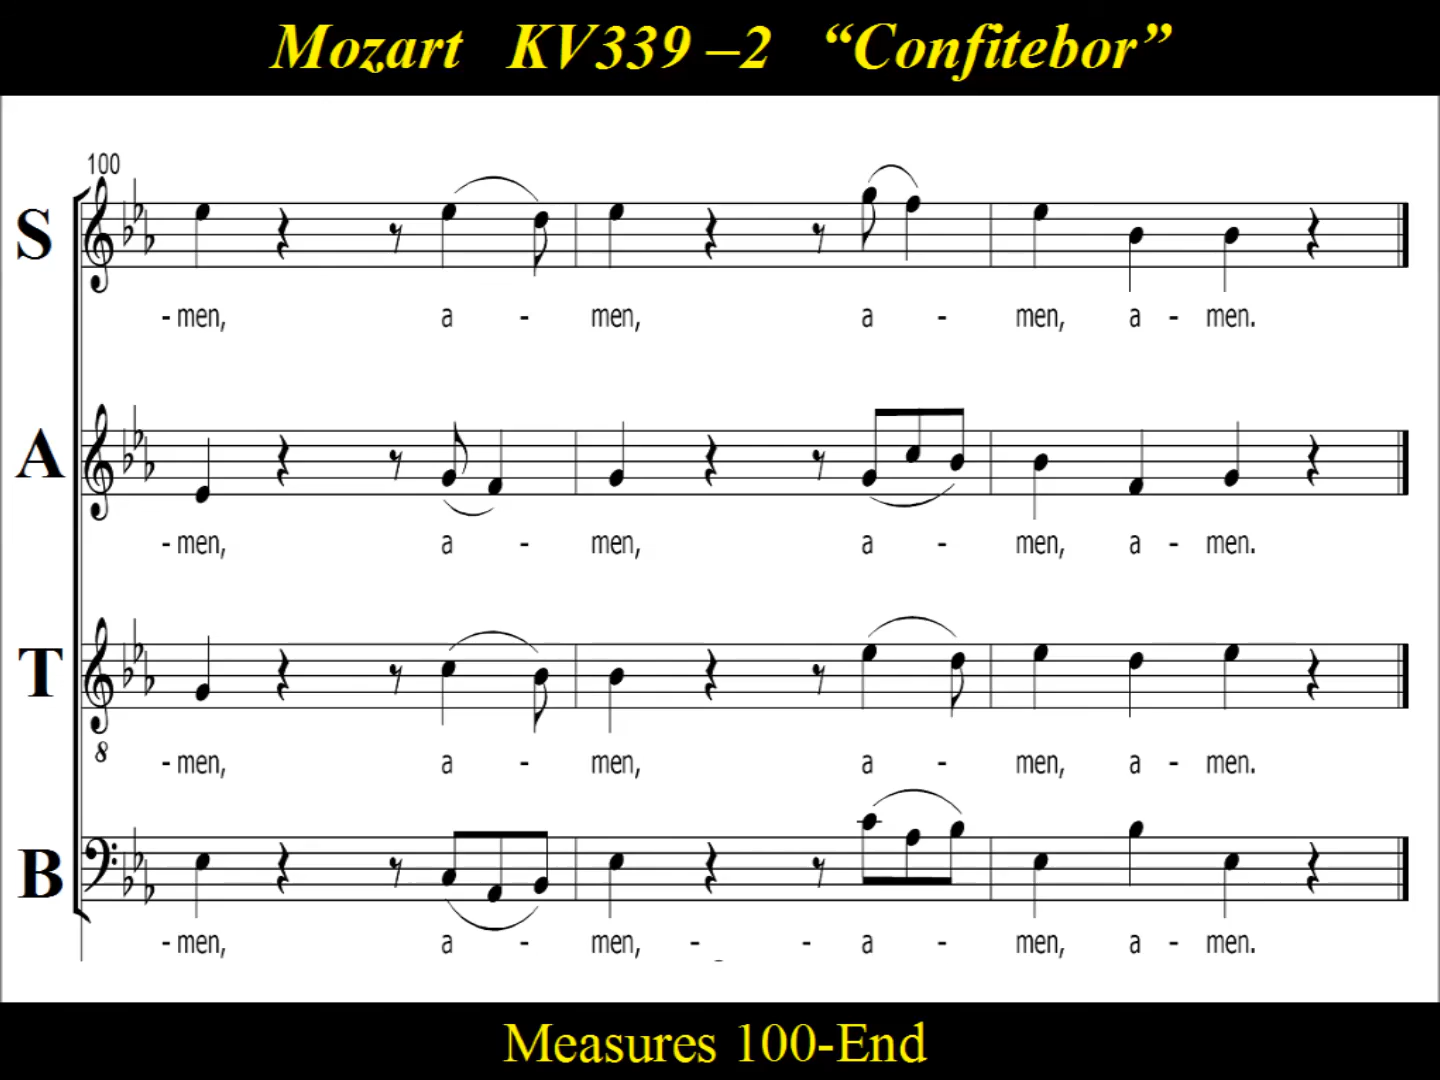 Mozart KV339 –2 “Confitebor”
100
S
- men, a - men, a - men, a - men.
A
- men, a - men, a - men, a - men.
T
8
- men, a - men, a - men, a - men.
B
- men, a - men, - - a - men, a - men.
Measures 100-End